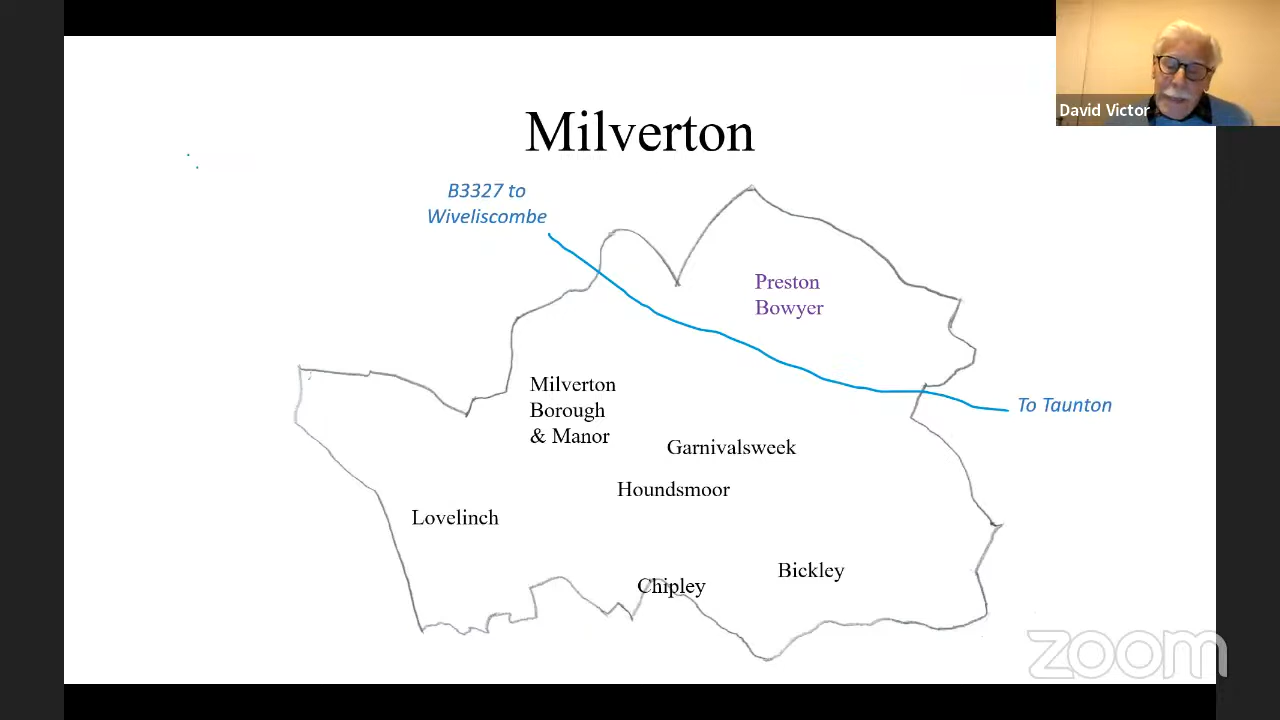 Milverton
David Victor
B3327 to
Wiveliscombe
Preston
Bowyer
Milverton
Borough
& Manor
To Taunton
Garnivalsweek
Houndsmoor
Lovelinch
Bickley
Chipley
zoom